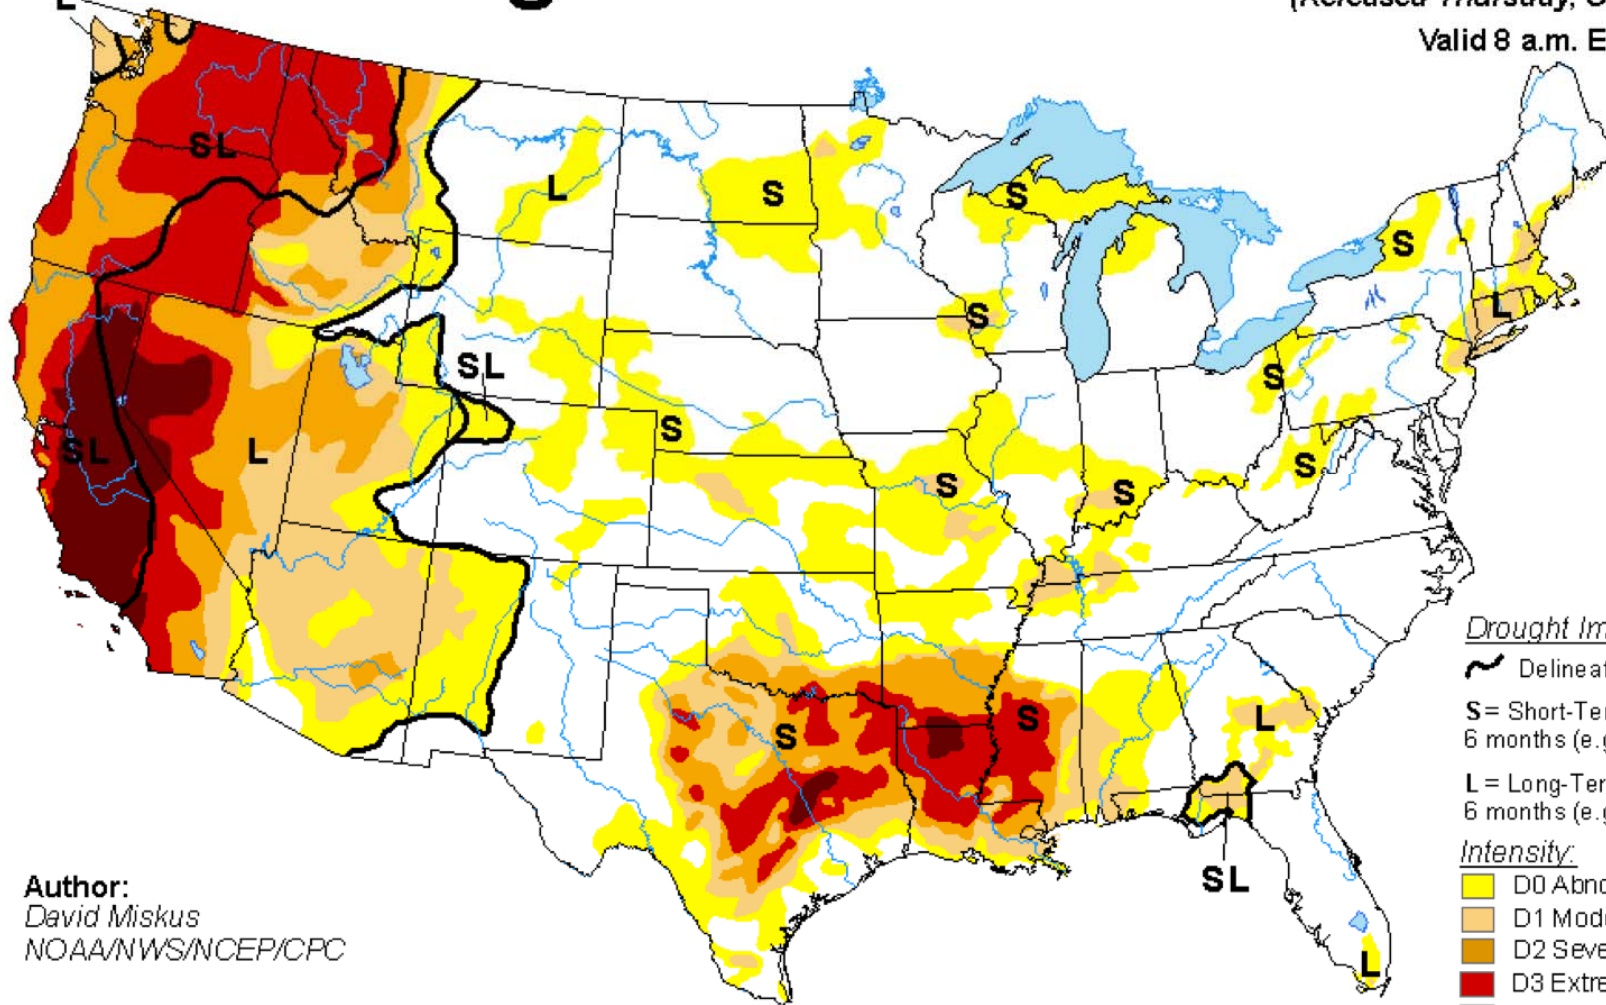 L
Valid 8 a.m. E
SL
L
S
S
S
L
S
S
SL
S
SL
L
S
S
S
S
S
L
SL
L
Author:
David Miskus
NOAA/NWS/NCEP/CPC
Drought Im
Delineat
S = Short-Ter
6 months (e.g
L = Long-Ter
6 months (e.g
Intensity:
D0 Abno
D1 Mode
D2 Seve
D3 Extre